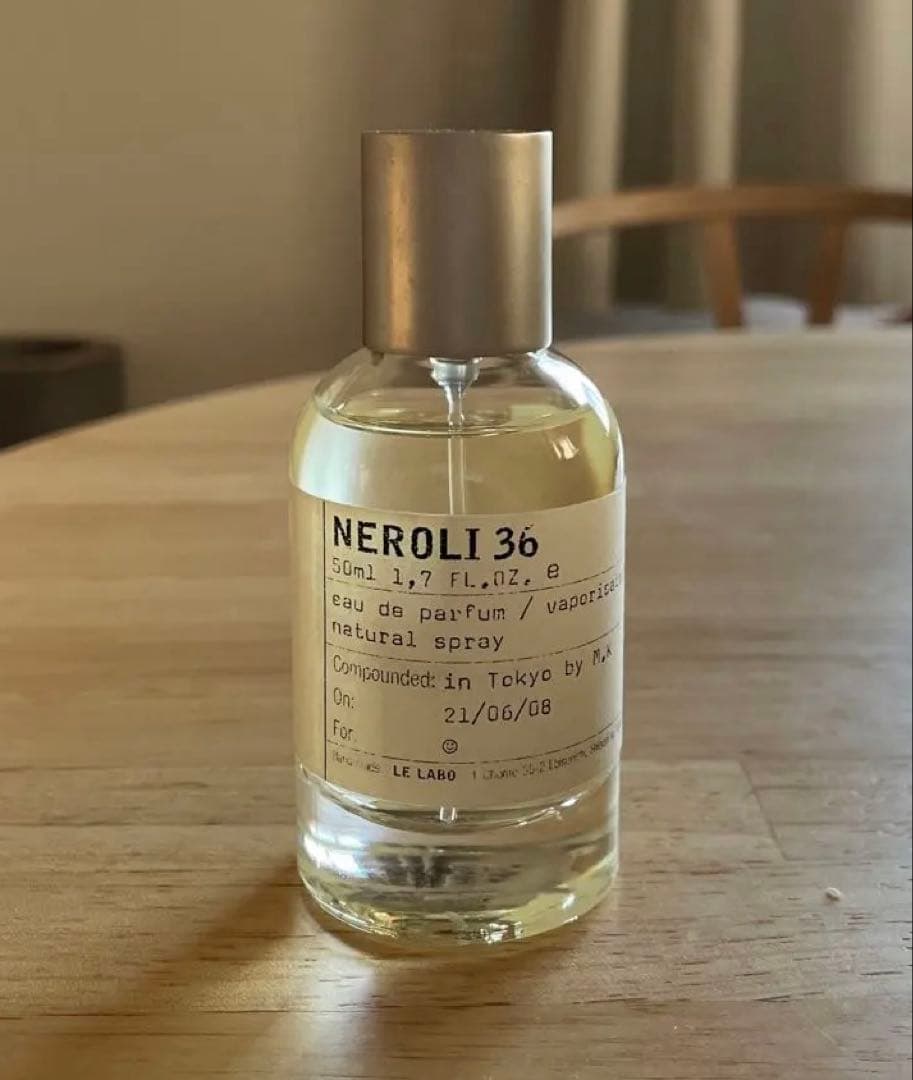 NEROLI 36
50ml 1,7 FL.OZ. e
eau de parfum / vaporisat
natural spray
Compounded: in Tokyo by M.K
On: 21/06/08
For: ☺
LE LABO